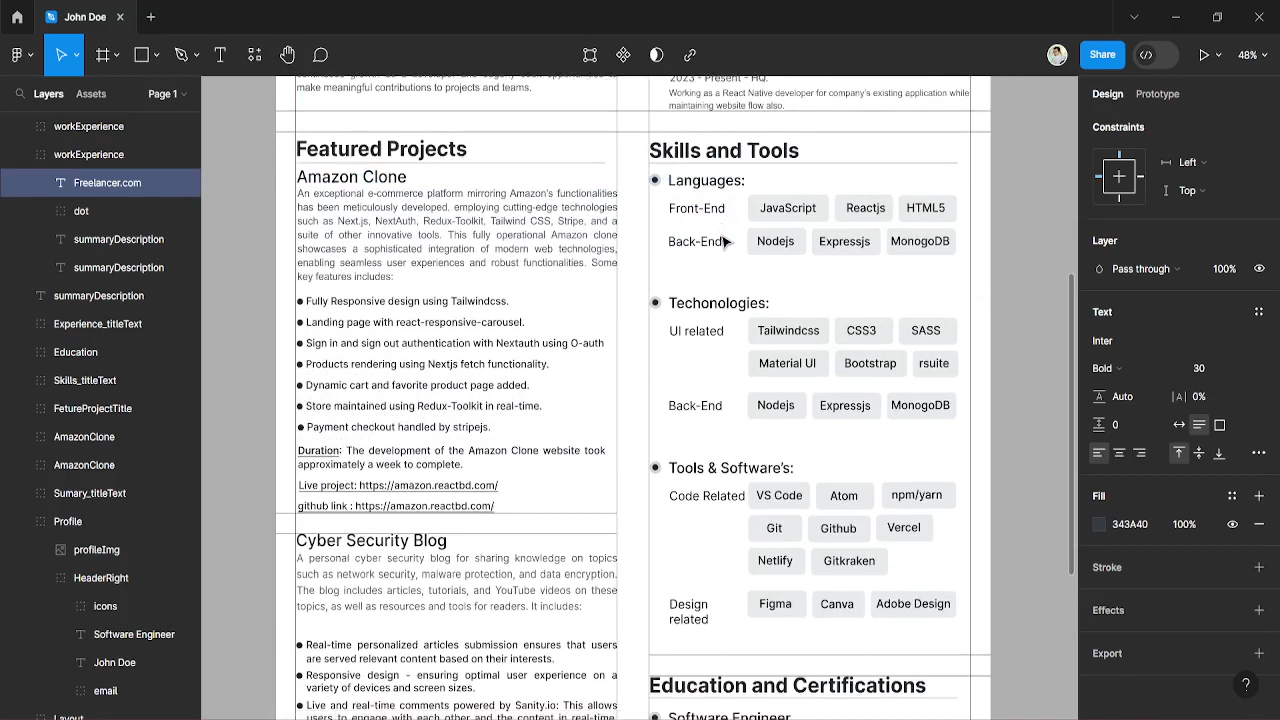 John Doe
Share
48%
Layers
Assets
Page 1
workExperience
workExperience
Freelancer.com
dot
summaryDescription
summaryDescription
summaryDescription
Experience_titleText
Education
Skills_titleText
FetureProjectTitle
AmazonClone
AmazonClone
Sumary_titleText
Profile
profileImg
HeaderRight
icons
Software Engineer
John Doe
email
make meaningful contributions to projects and teams.
Featured Projects
Amazon Clone
An exceptional e-commerce platform mirroring Amazon's functionalities
has been meticulously developed. employing cutting-edge technologies
such as Next.js, NextAuth, Redux-Toolkit, Tailwind CSS, Stripe, and a
suite of other innovative tools. This fully operational Amazon clone
showcases a sophisticated integration of modern web technologies,
enabling seamless user experiences and robust functionalities. Some
key features includes:
Fully Responsive design using Tailwindcss.
Landing page with react-responsive-carousel.
Sign in and sign out authentication with Nextauth using O-auth
Products rendering using Nextjs fetch functionality.
Dynamic cart and favorite product page added.
Store maintained using Redux-Toolkit in real-time.
Payment checkout handled by stripejs.
Duration: The development of the Amazon Clone website took
approximately a week to complete.
Live project: https://amazon.reactbd.com/
github link : https://amazon.reactbd.com/
Cyber Security Blog
A personal cyber security blog for sharing knowledge on topics
such as network security, malware protection, and data encryption.
The blog includes articles, tutorials, and YouTube videos on these
topics, as well as resources and tools for readers. It includes:
Real-time personalized articles submission ensures that users
are served relevant content based on their interests.
Responsive design - ensuring optimal user experience on a
variety of devices and screen sizes.
Live and real-time comments powered by Sanity.io: This allows
users to engage with each other and the content in real-time,
2023 - Present - HQ.
Working as a React Native developer for company's existing application while
maintaining website flow also.
Skills and Tools
Languages:
Front-End JavaScript Reactjs HTML5
Back-End Nodejs Expressjs MonogoDB
Techonologies:
UI related Tailwindcss CSS3 SASS
Material UI Bootstrap rsuite
Back-End Nodejs Expressjs MonogoDB
Tools & Software's:
Code Related VS Code Atom npm/yarn
Git Github Vercel
Netlify Gitkraken
Design
related
Figma Canva Adobe Design
Education and Certifications
Software Engineer
Design
Prototype
Constraints
Left
Top
Layer
Pass through
100%
Text
Inter
Bold
30
Auto
0%
0
Fill
343A40
100%
Stroke
Effects
Export
?